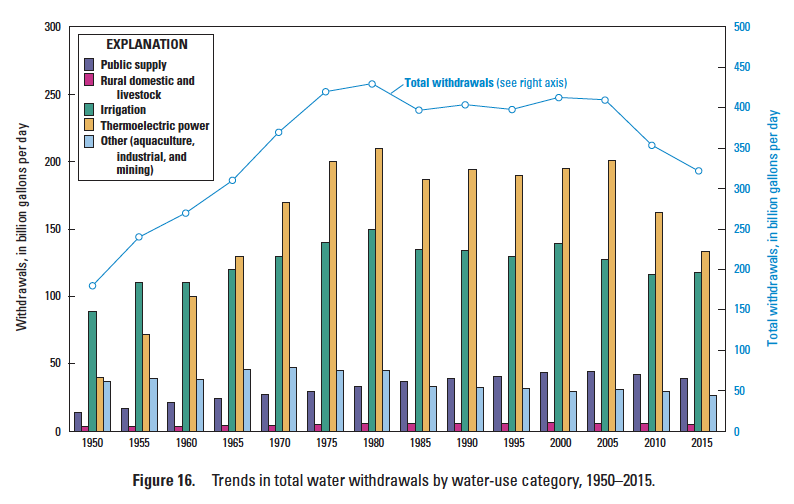 300
250
200
150
100
50
0
Withdrawals, in billion gallons per day
EXPLANATION
Public supply
Rural domestic and
livestock
Irrigation
Thermoelectric power
Other (aquaculture,
industrial, and
mining)
Total withdrawals (see right axis)
500
450
400
350
300
250
200
150
100
50
0
Total withdrawals, in billion gallons per day
1950 1955 1960 1965 1970 1975 1980 1985 1990 1995 2000 2005 2010 2015
Figure 16. Trends in total water withdrawals by water-use category, 1950–2015.